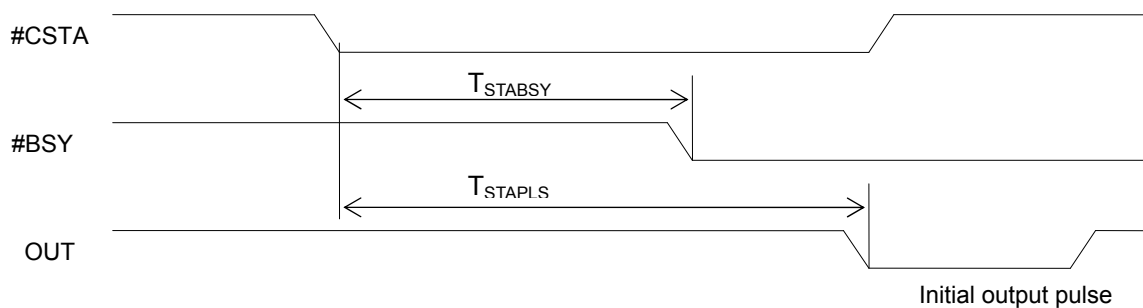 #CSTA
TSTABSY
#BSY
TSTAPLS
OUT
Initial output pulse